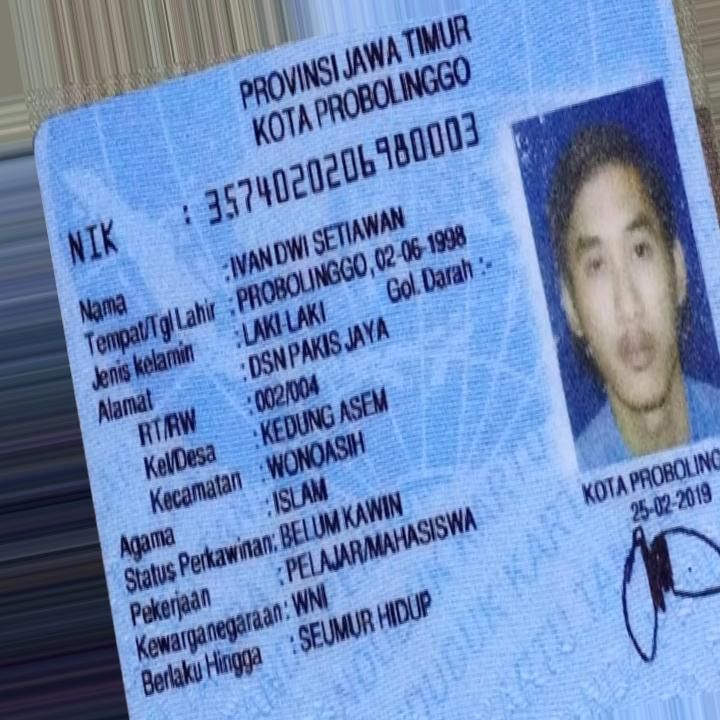 PROVINSI JAWA TIMUR
KOTA PROBOLINGGO
NIK : 3574020206980003
Nama : IVAN DWI SETIAWAN
Tempat/Tgl Lahir : PROBOLINGGO, 02-06-1998
Jenis kelamin : LAKI LAKI Gol. Darah :-
Alamat : DSN PAKIS JAYA
RT/RW : 002/004
Kel/Desa : KEDUNG ASEM
Kecamatan : WONOASIH
Agama : ISLAM
Status Perkawinan: BELUM KAWIN
Pekerjaan : PELAJAR/MAHASISWA
Kewarganegaraan: WNI
Berlaku Hingga : SEUMUR HIDUP
KOTA PROBOLING
25-02-2019